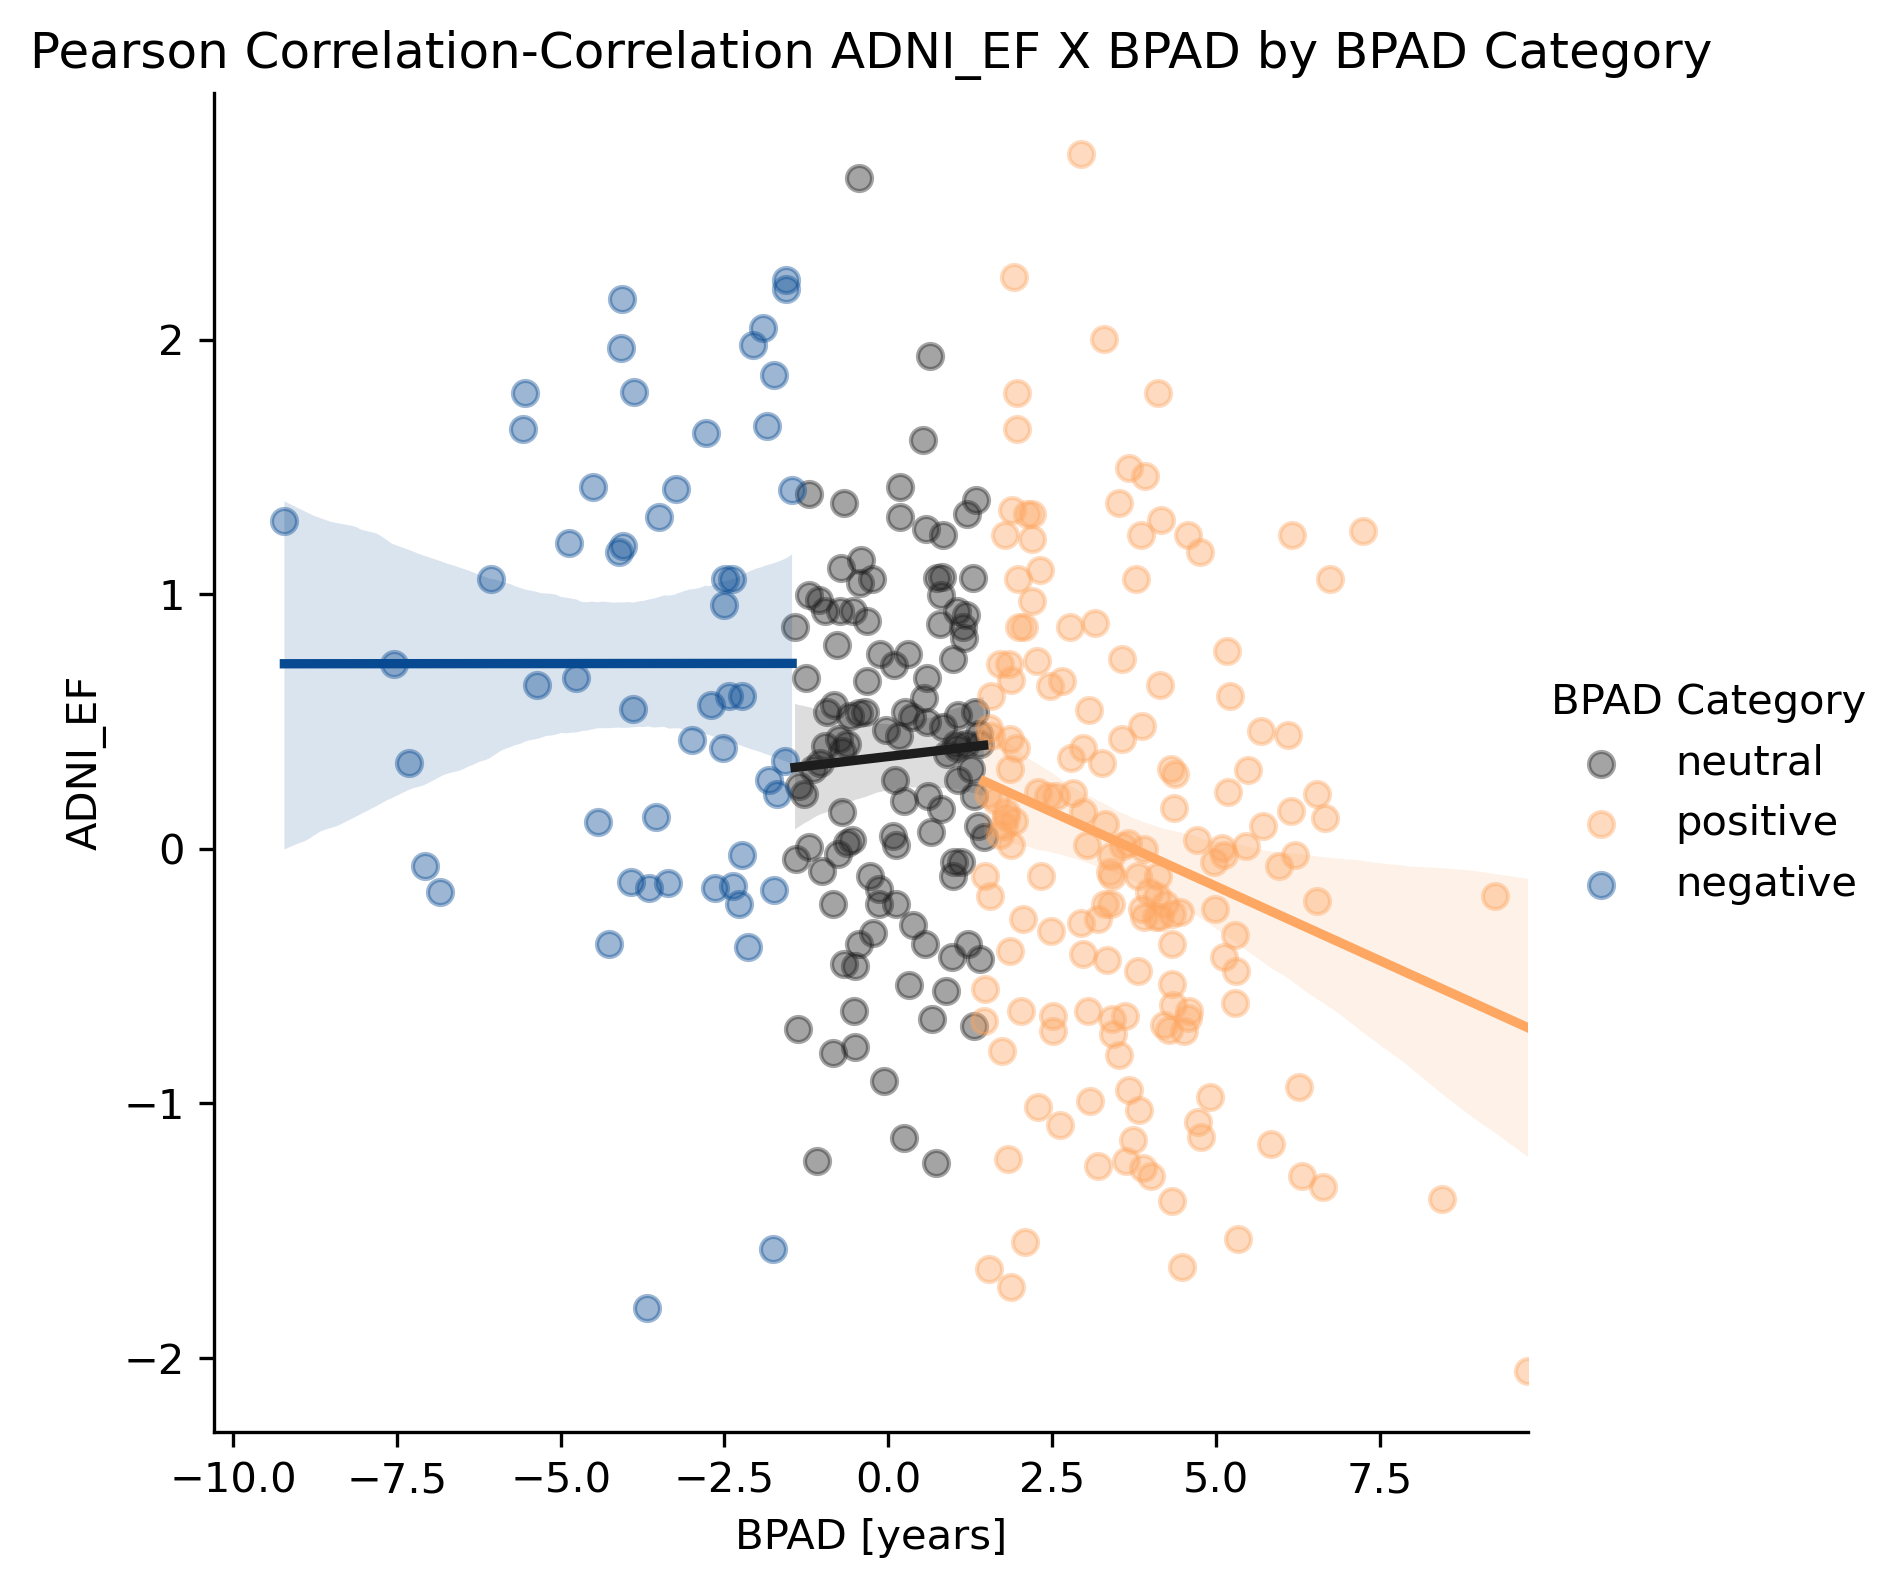 Pearson Correlation-Correlation ADNI_EF X BPAD by BPAD Category
ADNI_EF
2
1
0
−1
−2
−10.0
−7.5
−5.0
−2.5
0.0
2.5
5.0
7.5
BPAD [years]
BPAD Category
neutral
positive
negative